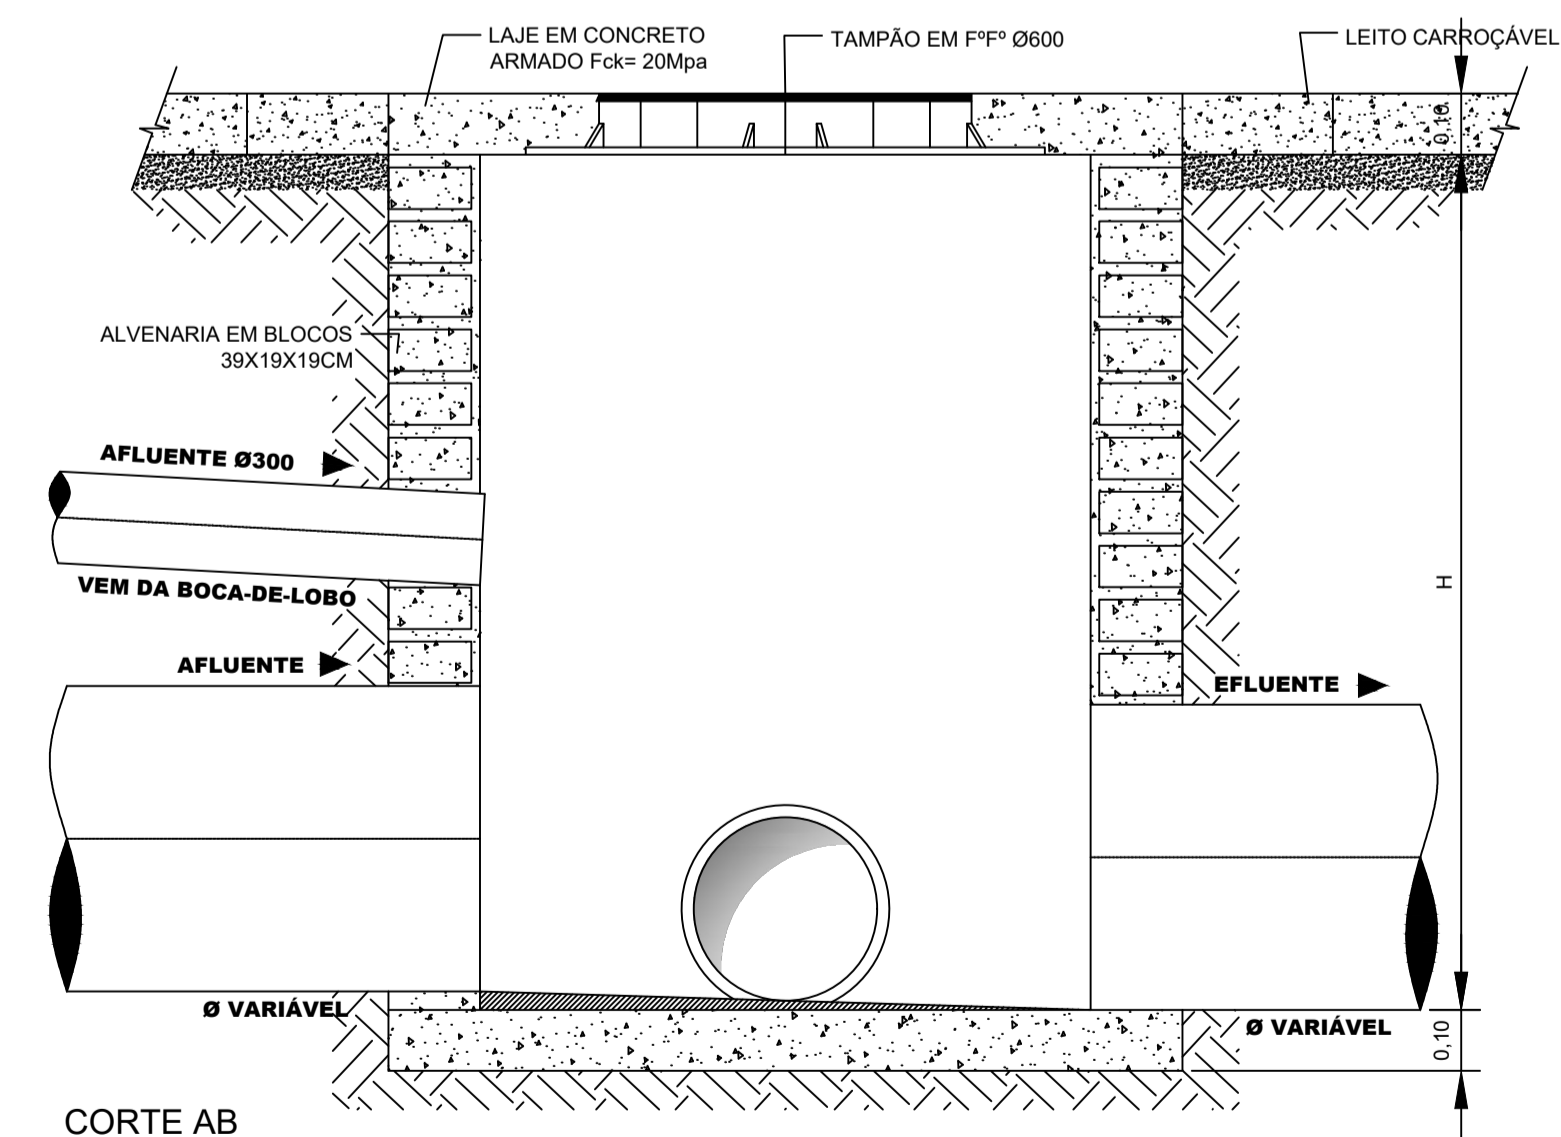 LAJE EM CONCRETO
ARMADO Fck= 20Mpa
TAMPÃO EM FºFº Ø600
LEITO CARROÇÁVEL
0,10
ALVENARIA EM BLOCOS
39X19X19CM
AFLUENTE Ø300
VEM DA BOCA-DE-LOBO
H
AFLUENTE
EFLUENTE
Ø VARIÁVEL
Ø VARIÁVEL
0,10
CORTE AB